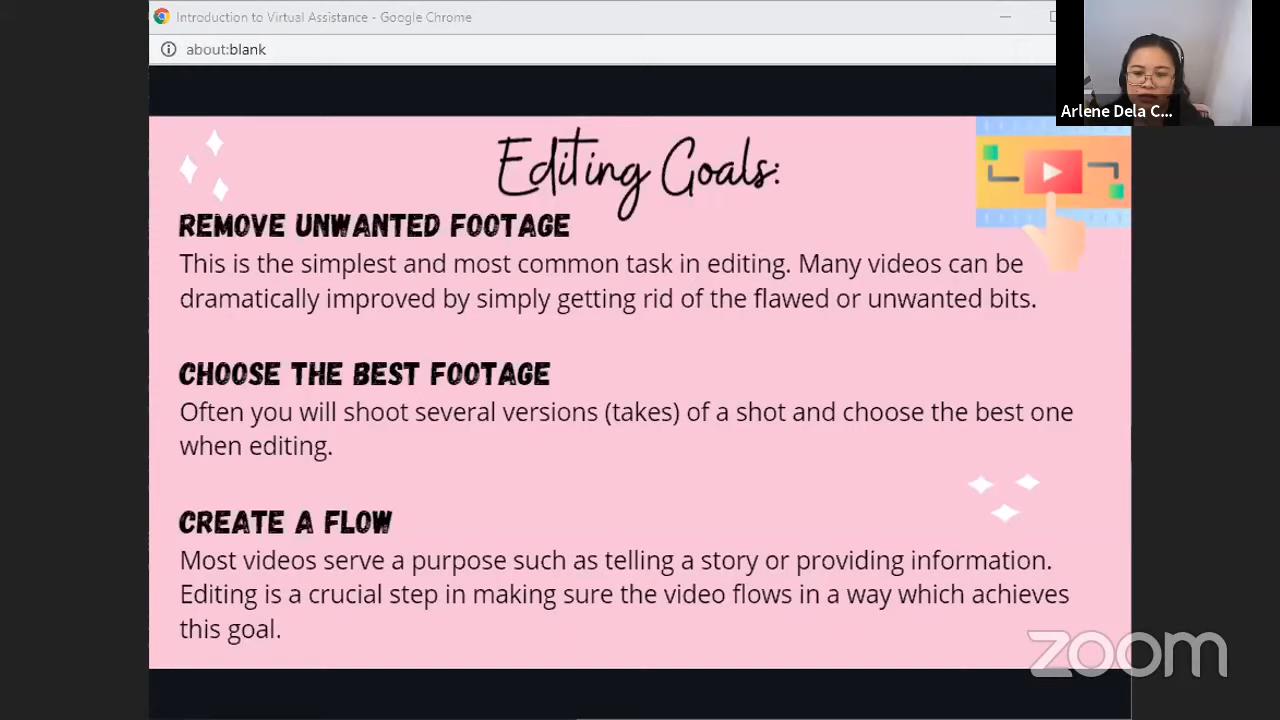 Introduction to Virtual Assistance - Google Chrome
about:blank
Arlene Dela C...
Editing Goals:
REMOVE UNWANTED FOOTAGE
This is the simplest and most common task in editing. Many videos can be
dramatically improved by simply getting rid of the flawed or unwanted bits.
CHOOSE THE BEST FOOTAGE
Often you will shoot several versions (takes) of a shot and choose the best one
when editing.
CREATE A FLOW
Most videos serve a purpose such as telling a story or providing information.
Editing is a crucial step in making sure the video flows in a way which achieves
this goal.
zoom